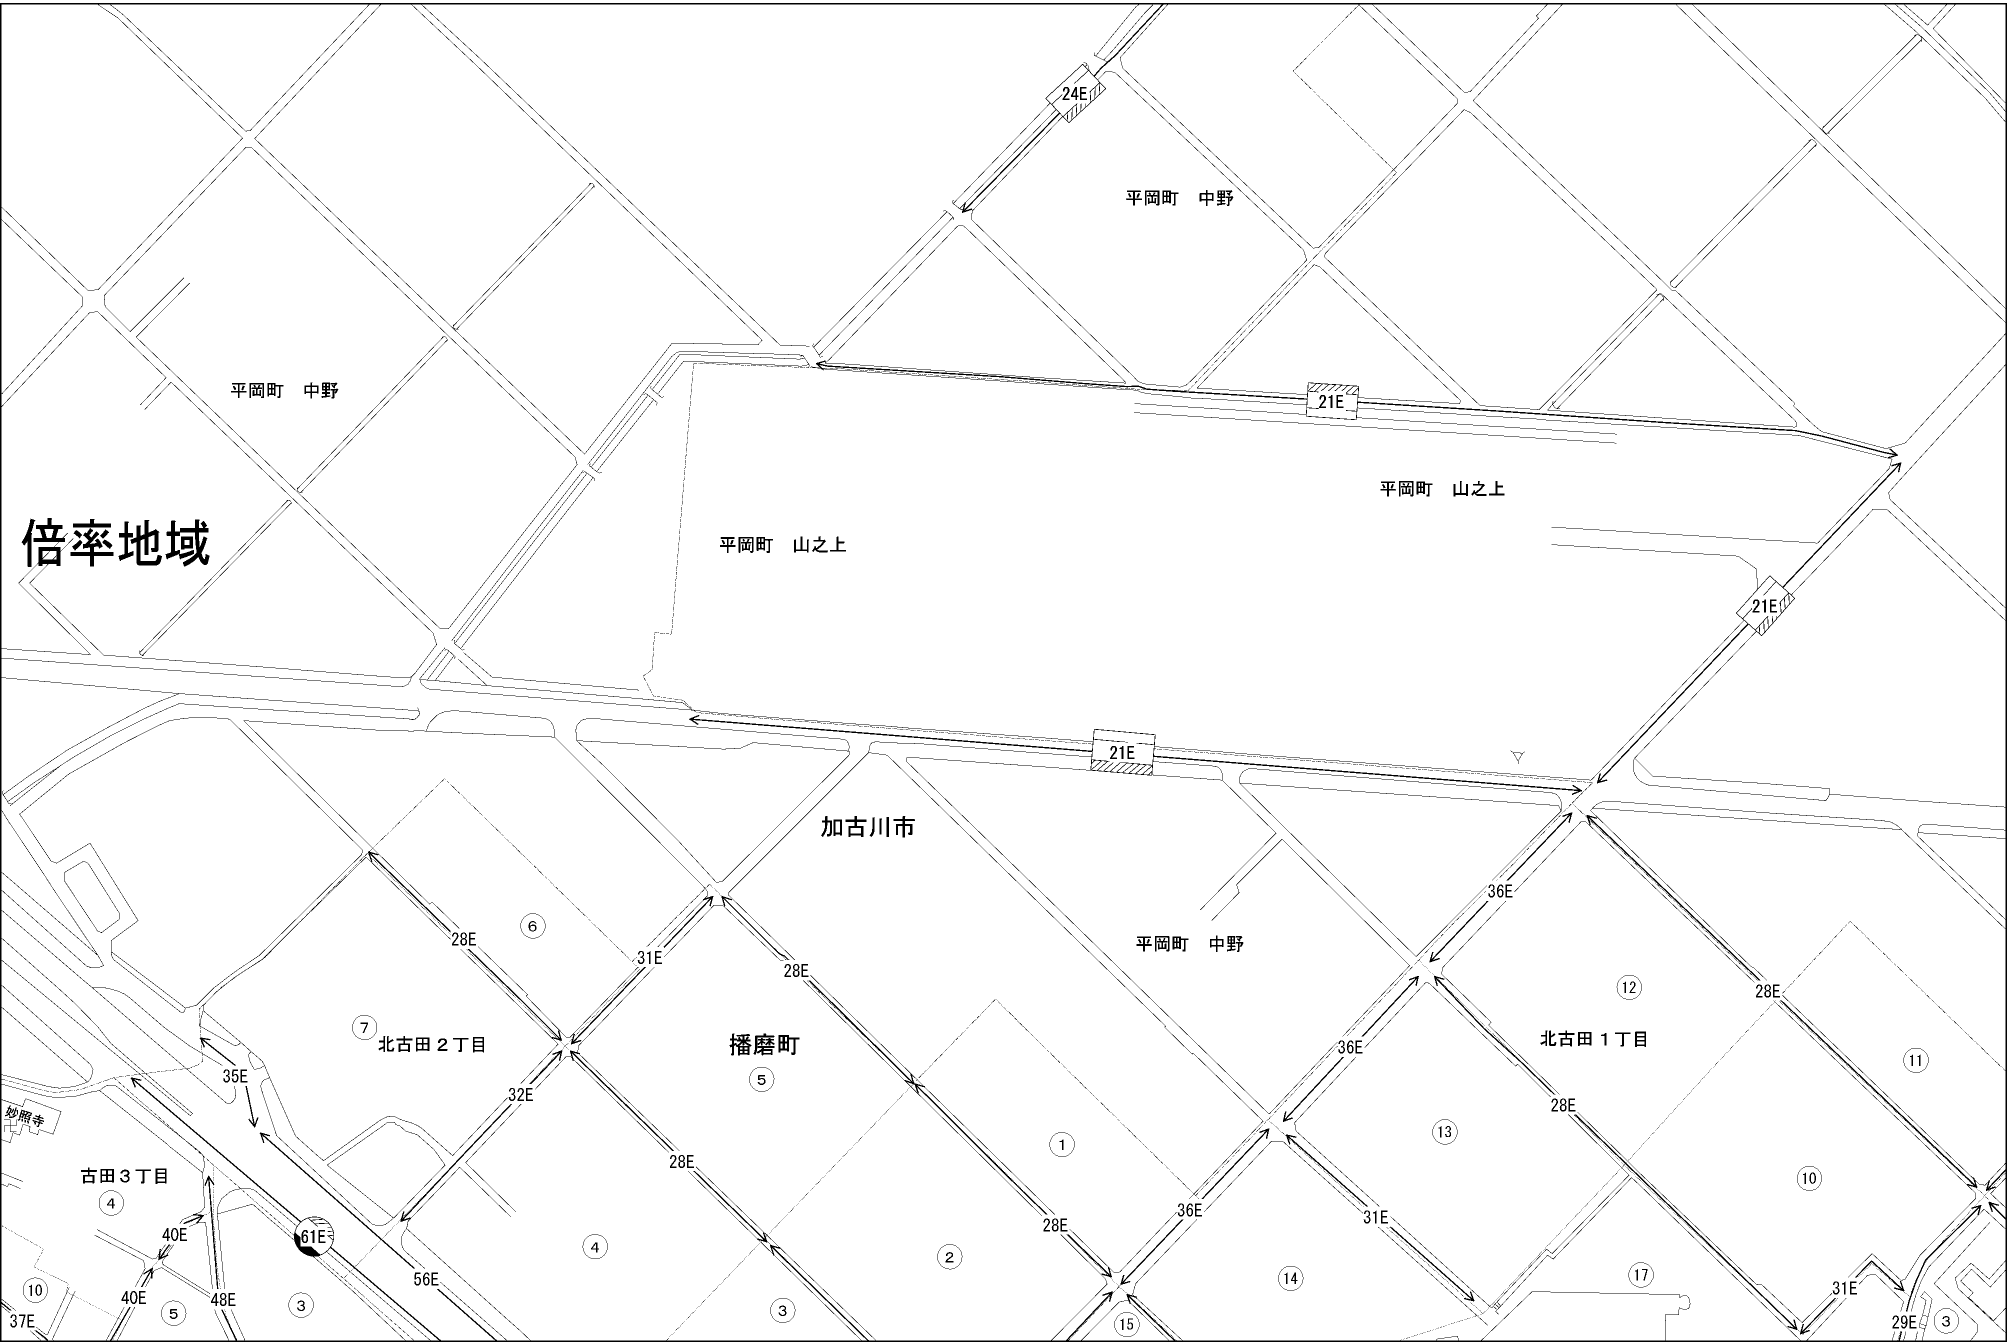 24E
平岡町　中野
平岡町　中野
21E
平岡町　山之上
倍率地域
平岡町　山之上
21E
21E
加古川市
36E
⑥
28E
31E
28E
平岡町　中野
⑫
28E
⑦
北古田２丁目
播磨町
36E
北古田１丁目
⑪
35E
⑤
32E
28E
妙照寺
①
⑬
28E
古田３丁目
④
⑩
36E
31E
40E
61E
④
28E
②
56E
⑭
⑰
⑩
40E
48E
③
31E
37E
⑤
③
⑮
29E
③